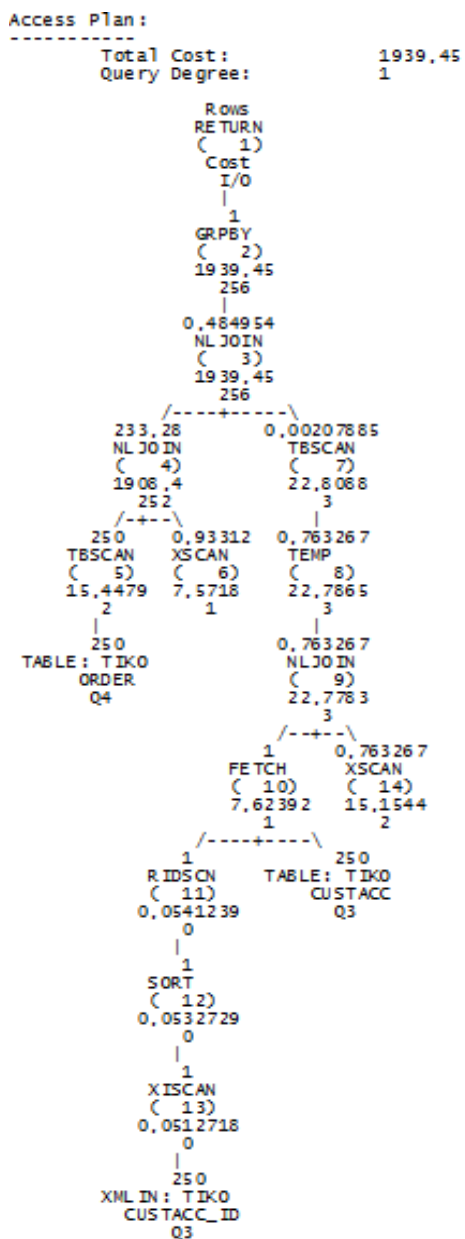 Access Plan:
-----------
        Total Cost:             1939,45
        Query Degree:           1

              Rows
             RETURN
             (   1)
              Cost
               I/O
               |
                1
             GRPBY
             (   2)
             1939,45
               256
               |
            0,484954
             NLJOIN
             (   3)
             1939,45
               256
          /----+-----\
      233,28         0,00207885
      NLJOIN           TBSCAN
      (   4)           (   7)
      1908,4           22,8088
        252               3
      /-+--\              |
   250    0,93312     0,763267
 TBSCAN   XSCAN        TEMP
 (   5)   (   6)       (   8)
 15,4479  7,5718       22,7865
    2        1            3
    |                     |
   250                0,763267
TABLE: TIKO            NLJOIN
   ORDER               (   9)
    Q4                 22,7783
                          3
                      /--+--\
                    1      0,763267
                 FETCH      XSCAN
                 (  10)     (  14)
                 7,62392    15,1544
                    1          2
               /----+----\
             1            250
          RIDSCN      TABLE: TIKO
          (  11)        CUSTACC
         0,0541239        Q3
             0
             |
             1
          SORT
          (  12)
         0,0532729
             0
             |
             1
          XISCAN
          (  13)
         0,0512718
             0
             |
            250
       XMLIN: TIKO
        CUSTACC_ID
            Q3